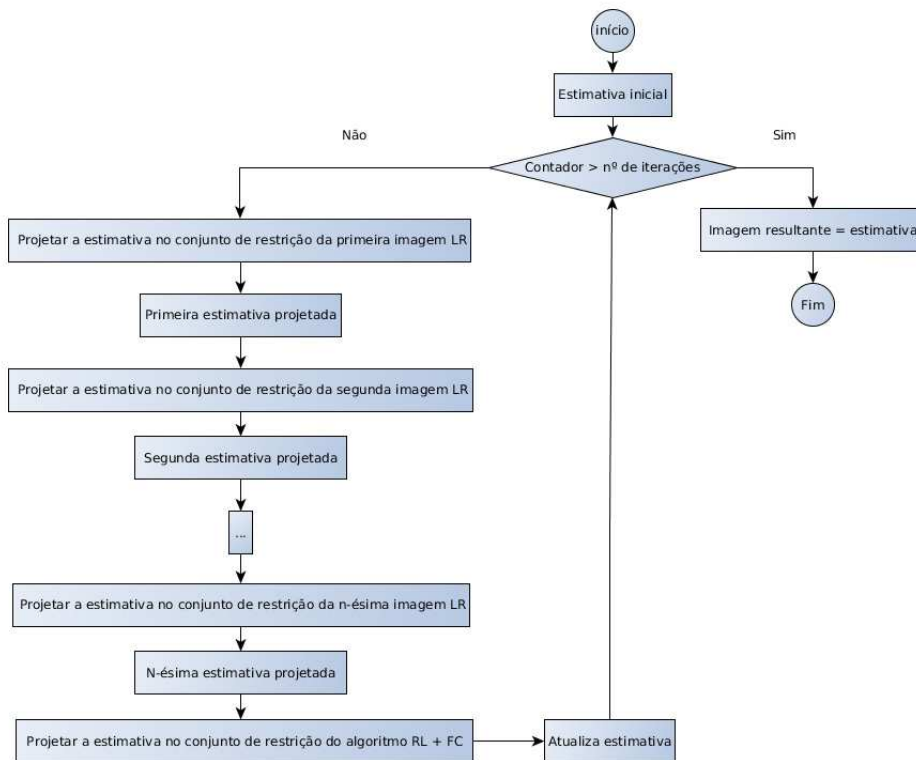 início
Estimativa inicial
Não
Sim
Contador > nº de iterações
Projetar a estimativa no conjunto de restrição da primeira imagem LR
Imagem resultante = estimativa
Primeira estimativa projetada
Fim
Projetar a estimativa no conjunto de restrição da segunda imagem LR
Segunda estimativa projetada
...
Projetar a estimativa no conjunto de restrição da n-ésima imagem LR
N-ésima estimativa projetada
Projetar a estimativa no conjunto de restrição do algoritmo RL + FC
Atualiza estimativa